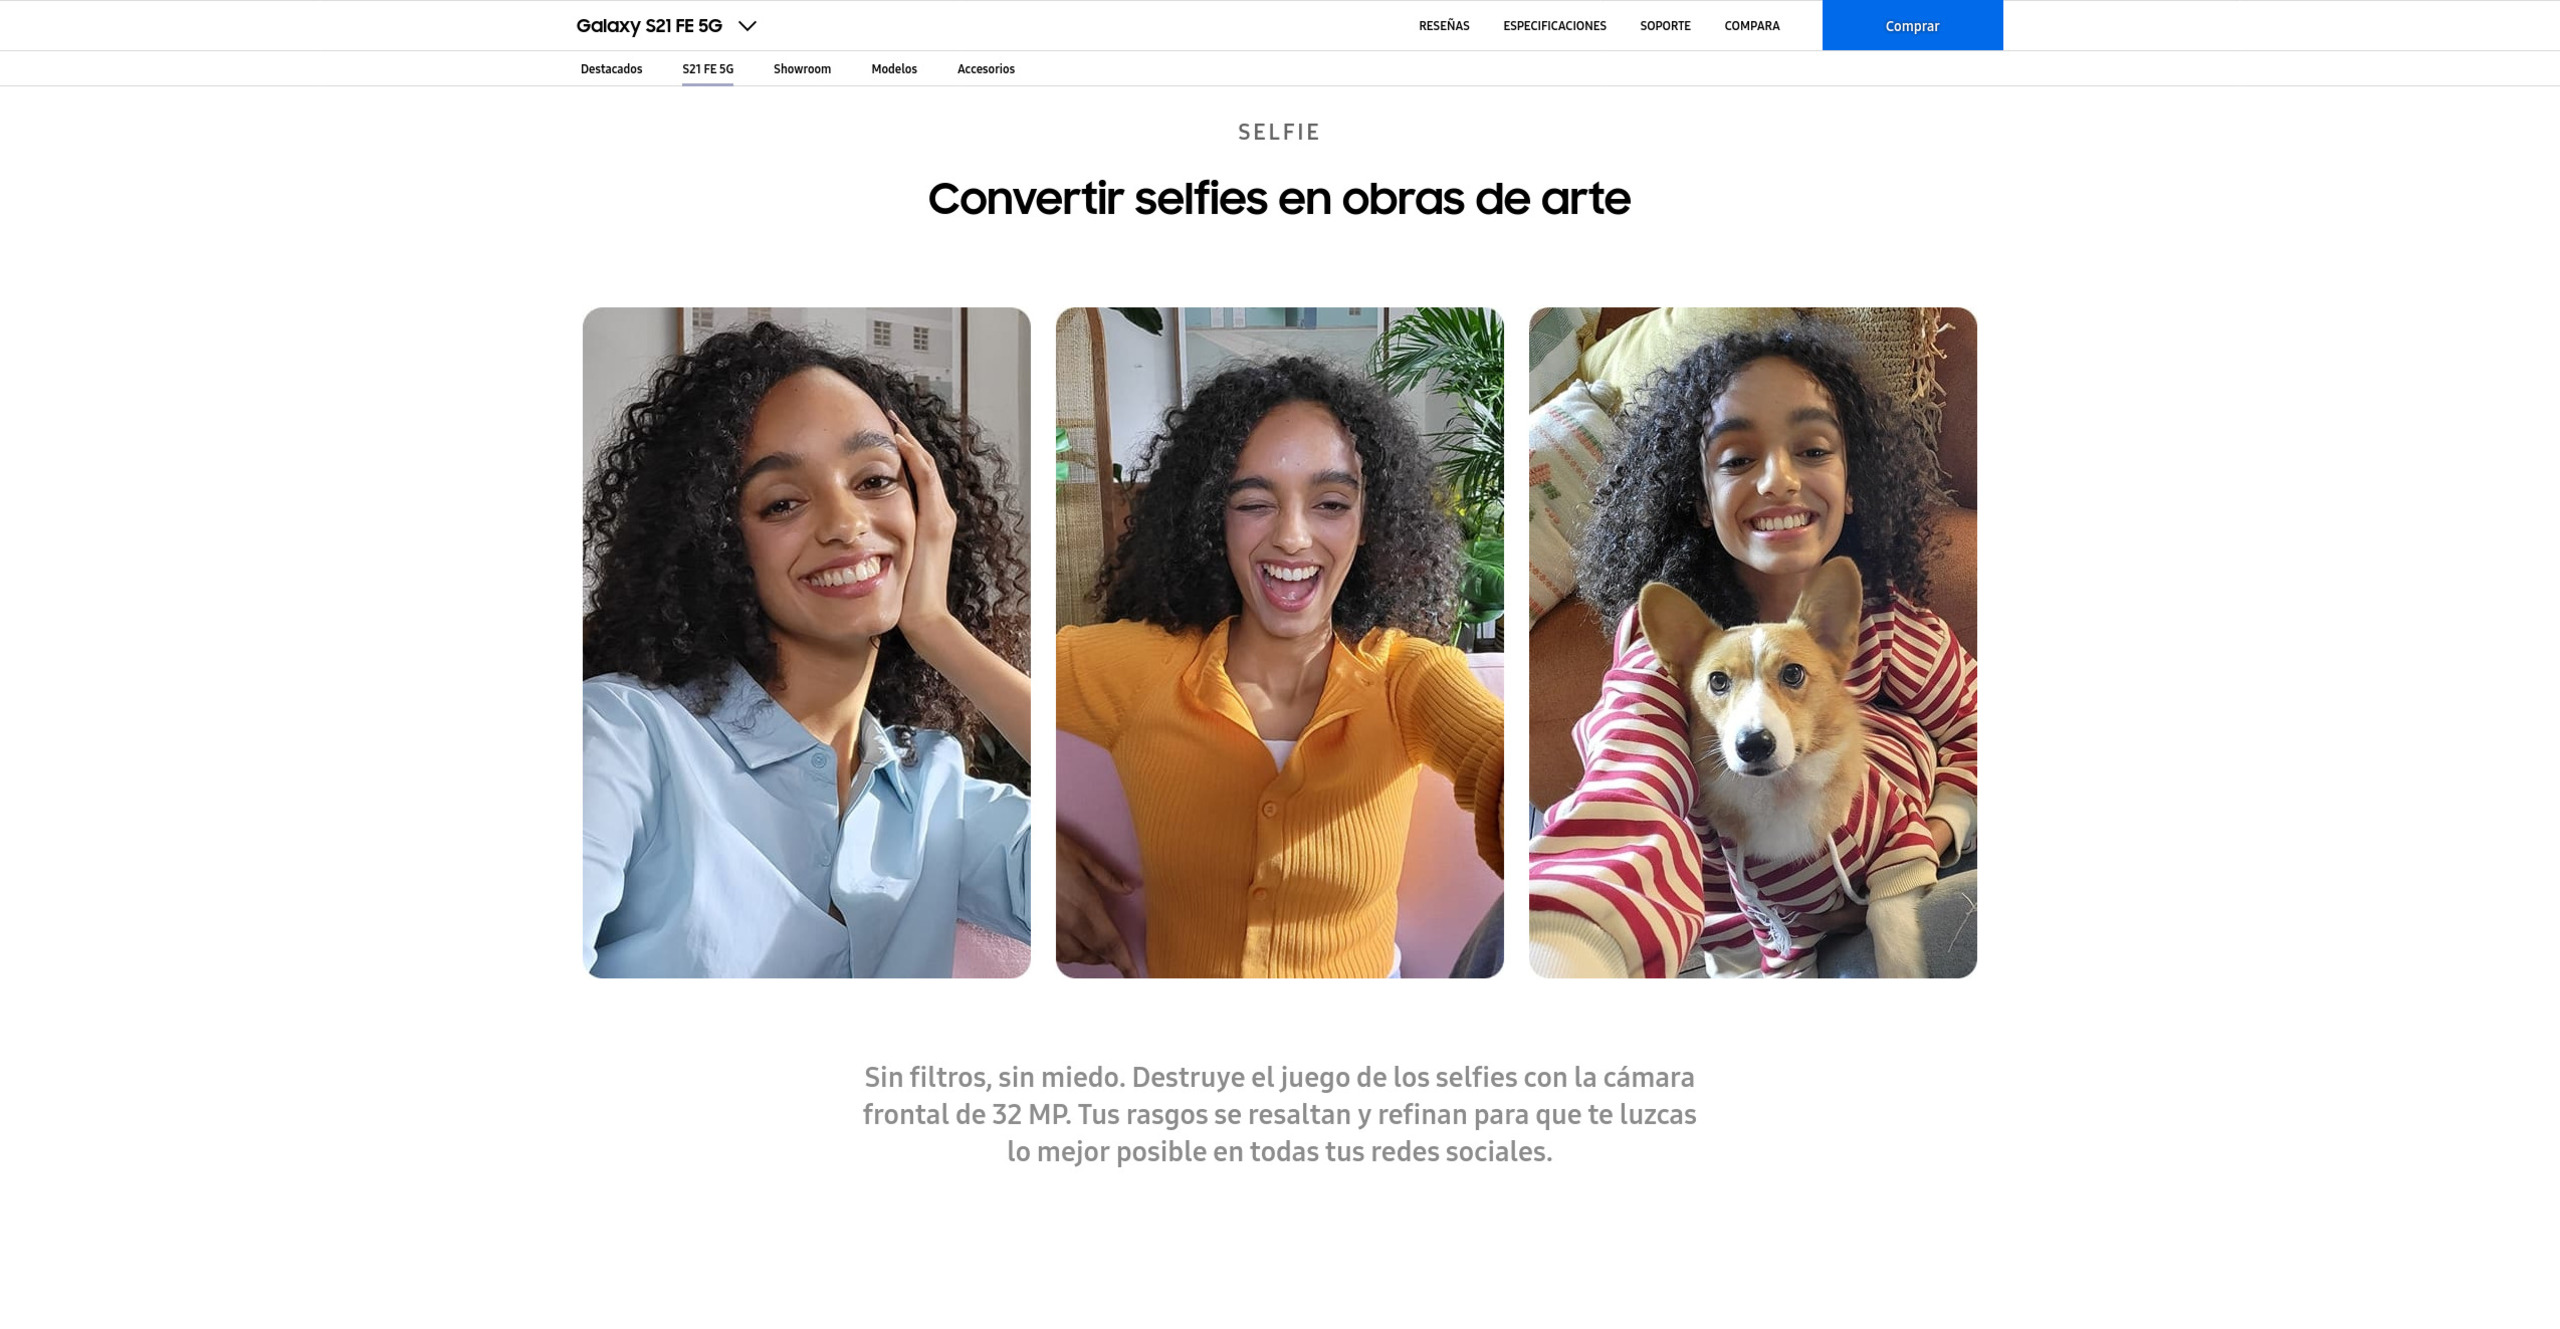 Galaxy S21 FE 5G
RESEÑAS
ESPECIFICACIONES
SOPORTE
COMPARA
Comprar
Destacados
S21 FE 5G
Showroom
Modelos
Accesorios
SELFIE
Convertir selfies en obras de arte
Sin filtros, sin miedo. Destruye el juego de los selfies con la cámara
frontal de 32 MP. Tus rasgos se resaltan y refinan para que te luzcas
lo mejor posible en todas tus redes sociales.